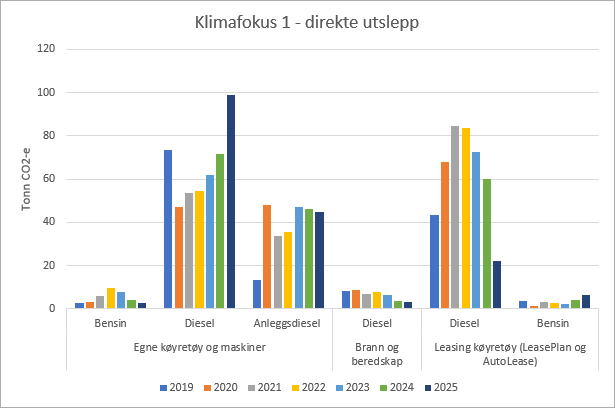 Klimafokus 1 - direkte utslepp
120
100
80
60
40
20
0
Tonn CO2-e
Bensin Diesel Anleggsdiesel Diesel Diesel Bensin
Egne køyretøy og maskiner Brann og beredskap Leasing køyretøy (LeasePlan og AutoLease)
2019 2020 2021 2022 2023 2024 2025